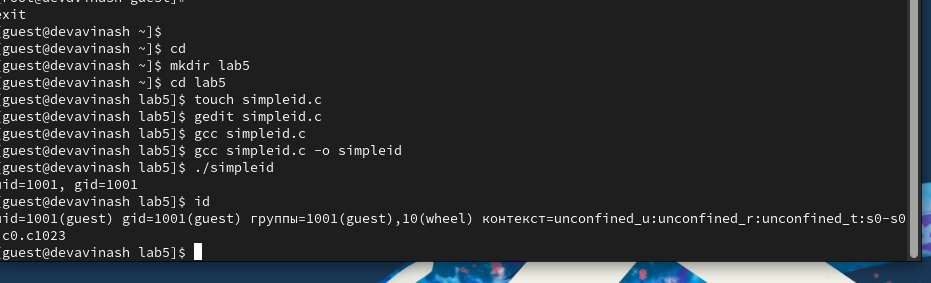 exit
[guest@devavinash ~]$
[guest@devavinash ~]$ cd
[guest@devavinash ~]$ mkdir lab5
[guest@devavinash ~]$ cd lab5
[guest@devavinash lab5]$ touch simpleid.c
[guest@devavinash lab5]$ gedit simpleid.c
[guest@devavinash lab5]$ gcc simpleid.c
[guest@devavinash lab5]$ gcc simpleid.c -o simpleid
[guest@devavinash lab5]$ ./simpleid
uid=1001, gid=1001
[guest@devavinash lab5]$ id
uid=1001(guest) gid=1001(guest) группы=1001(guest),10(wheel) контекст=unconfined_u:unconfined_r:unconfined_t:s0-s0
:c0.c1023
[guest@devavinash lab5]$